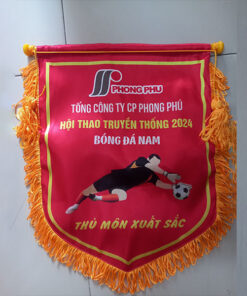 PHONG PHÚ
TỔNG CÔNG TY CP PHONG PHÚ
HỘI THAO TRUYỀN THỐNG 2024
BÓNG ĐÁ NAM
THỦ MÔN XUẤT SẮC